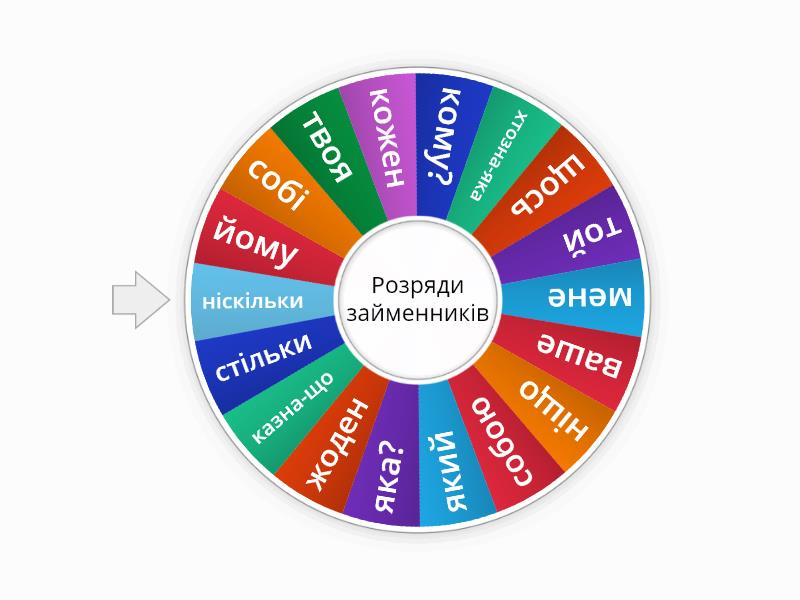 Розряди
займенників
ніскільки
йому
собі
твоя
кожен
кому?
хтозна-яка
щось
той
мене
ваше
ніщо
собою
який
яка?
жоден
казна-що
стільки